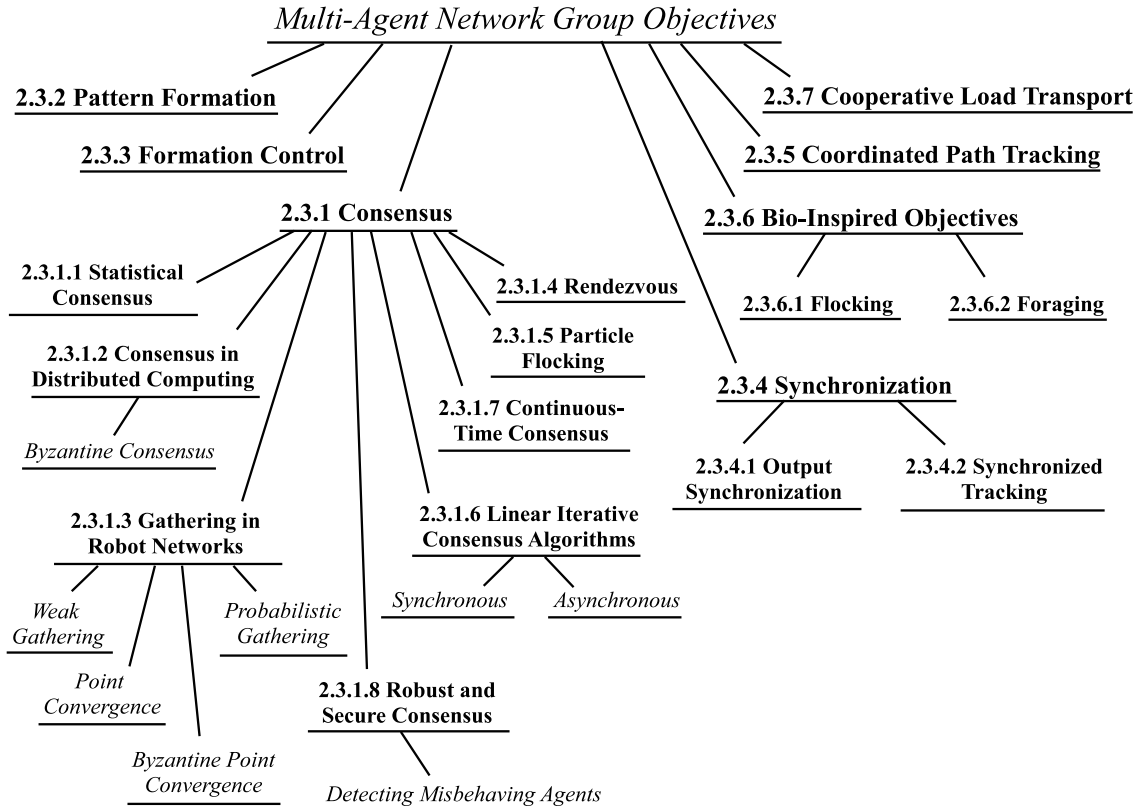 Multi-Agent Network Group Objectives
2.3.2 Pattern Formation
2.3.7 Cooperative Load Transport
2.3.3 Formation Control
2.3.5 Coordinated Path Tracking
2.3.1 Consensus
2.3.6 Bio-Inspired Objectives
2.3.1.1 Statistical
Consensus
2.3.1.4 Rendezvous
2.3.6.1 Flocking
2.3.6.2 Foraging
2.3.1.2 Consensus in
Distributed Computing
2.3.1.5 Particle
Flocking
2.3.4 Synchronization
2.3.1.7 Continuous-
Time Consensus
Byzantine Consensus
2.3.4.1 Output
Synchronization
2.3.4.2 Synchronized
Tracking
2.3.1.3 Gathering in
Robot Networks
2.3.1.6 Linear Iterative
Consensus Algorithms
Weak
Gathering
Probabilistic
Gathering
Synchronous
Asynchronous
Point
Convergence
2.3.1.8 Robust and
Secure Consensus
Byzantine Point
Convergence
Detecting Misbehaving Agents